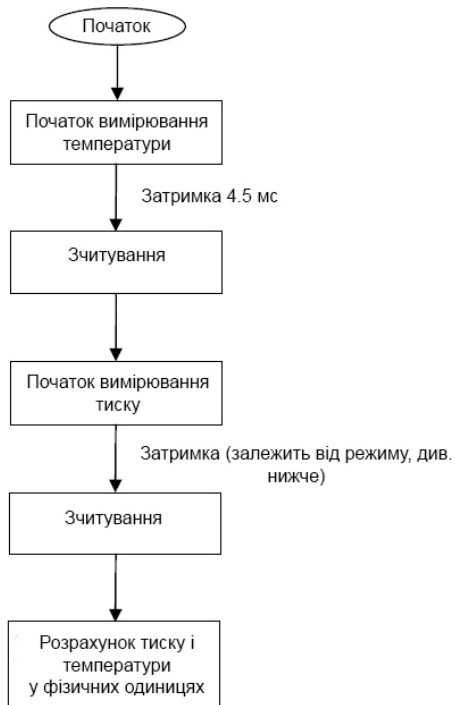 Початок
Початок вимірювання
температури
Затримка 4.5 мс
Зчитування
Початок вимірювання
тиску
Затримка (залежить від режиму, див.
нижче)
Зчитування
Розрахунок тиску і
температури
у фізичних одиницях